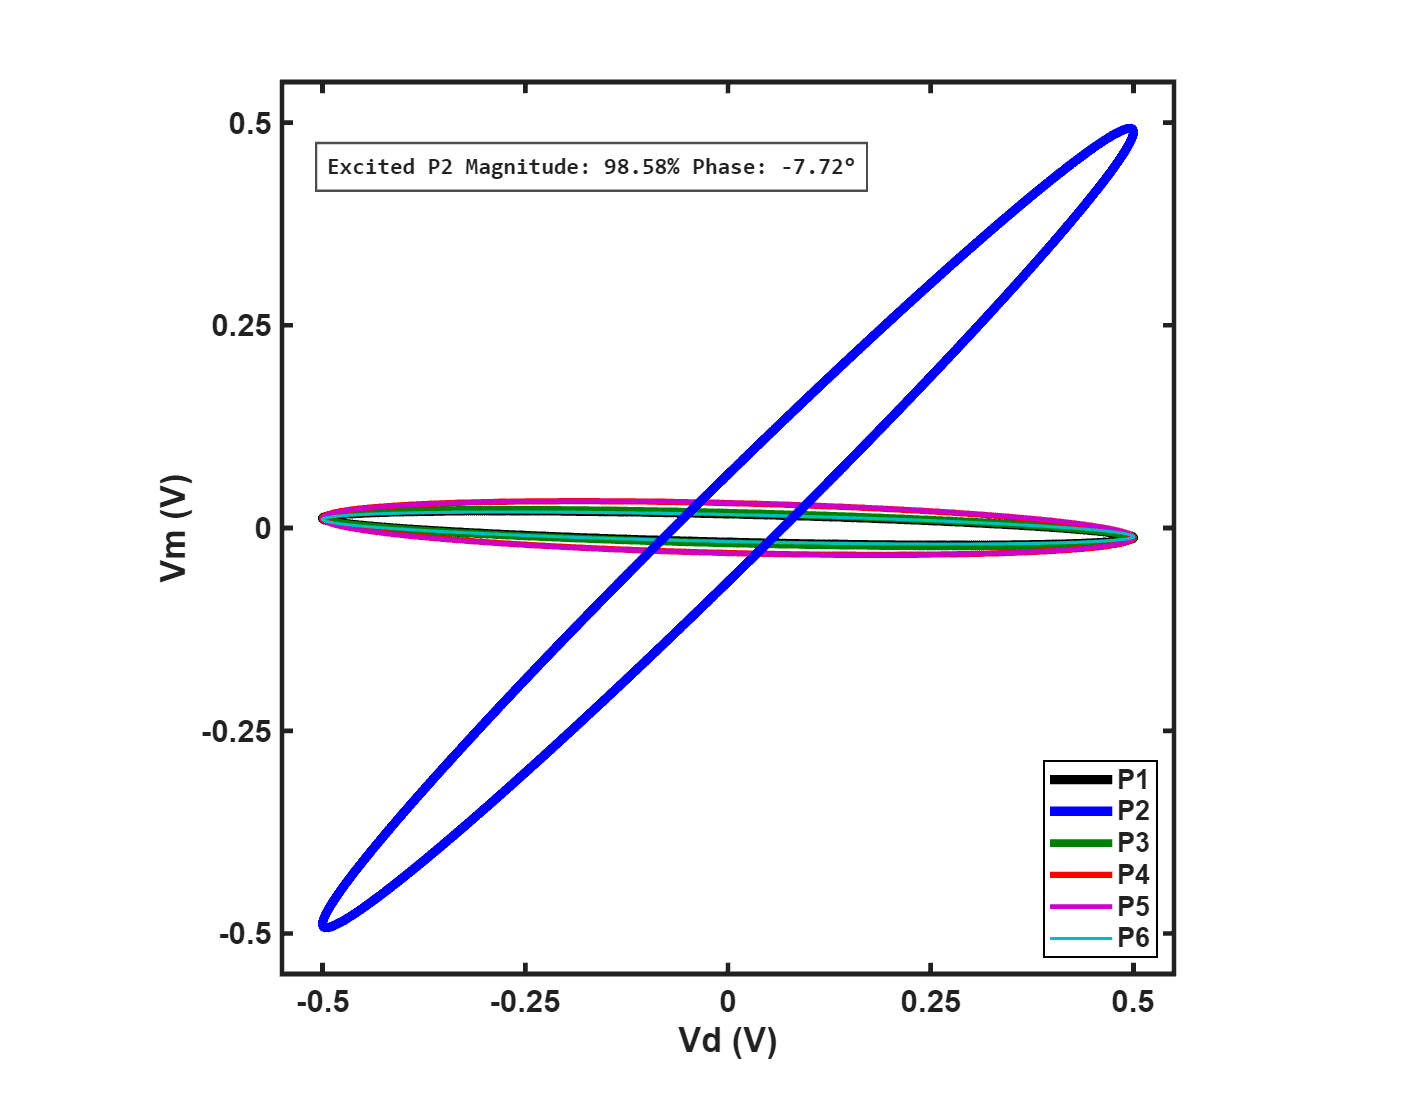 Excited P2 Magnitude: 98.58% Phase: -7.72°
0.5
0.25
0
-0.25
-0.5
Vm (V)
P1
P2
P3
P4
P5
P6
-0.5 -0.25 0 0.25 0.5
Vd (V)